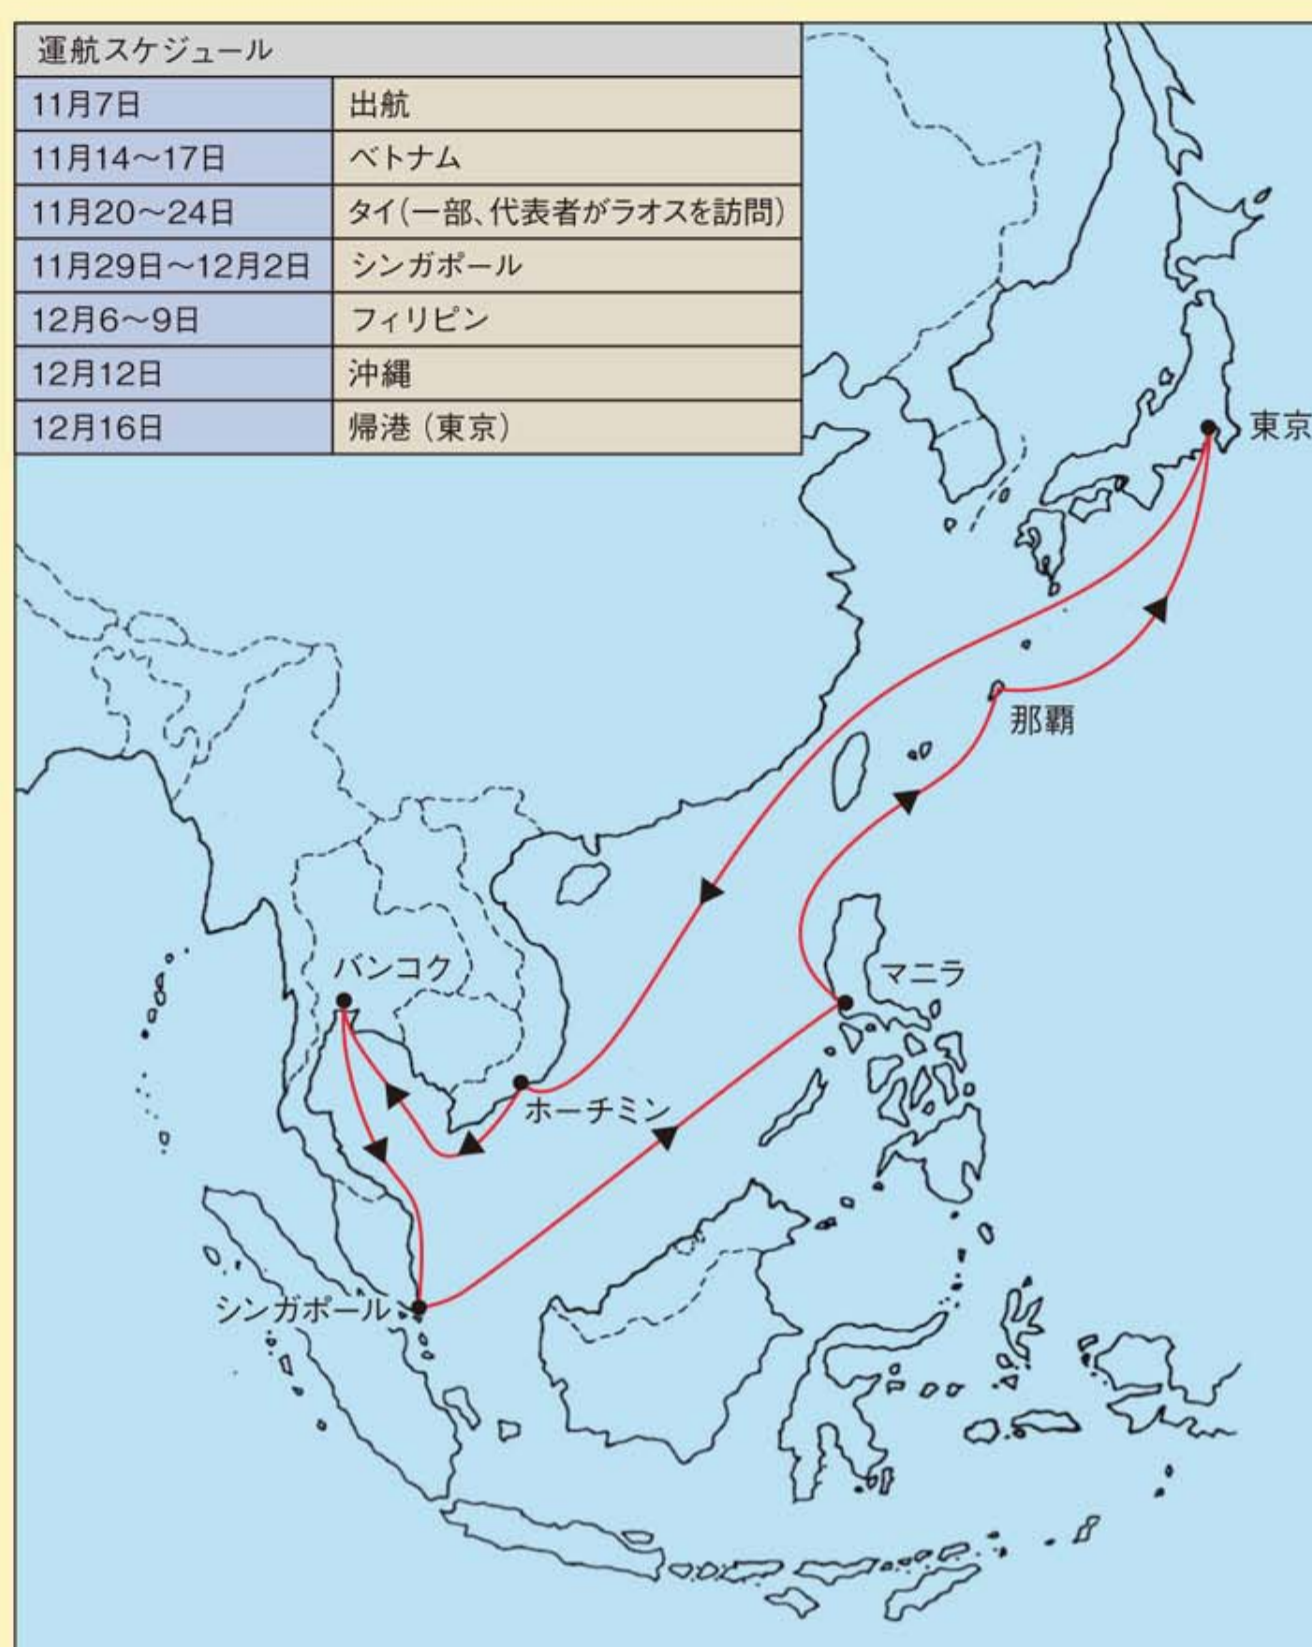 運航スケジュール
11月7日 出航
11月14～17日 ベトナム
11月20～24日 タイ(一部、代表者がラオスを訪問)
11月29日～12月2日 シンガポール
12月6～9日 フィリピン
12月12日 沖縄
12月16日 帰港（東京）
東京
那覇
バンコク
マニラ
ホーチミン
シンガポール